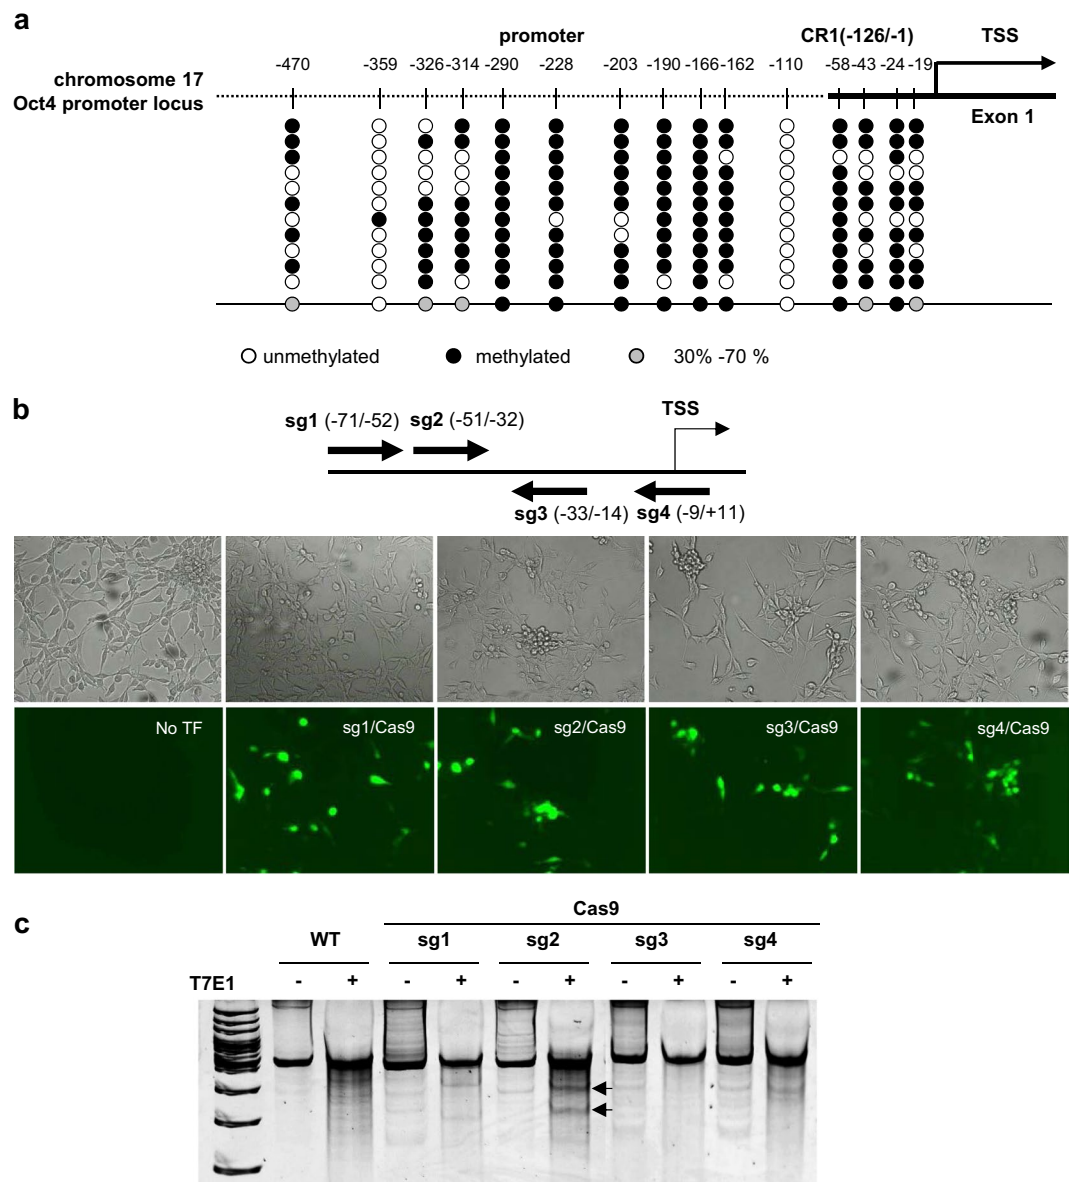 a
promoter CR1(-126/-1) TSS
-470 -359 -326 -314 -290 -228 -203 -190 -166 -162 -110 -58 -43 -24 -19
chromosome 17
Oct4 promoter locus
Exon 1
unmethylated methylated 30% -70 %
b
TSS
sg1 (-71/-52) sg2 (-51/-32)
sg3 (-33/-14) sg4 (-9/+11)
No TF sg1/Cas9 sg2/Cas9 sg3/Cas9 sg4/Cas9
c
Cas9
WT sg1 sg2 sg3 sg4
T7E1 - + - + - + - + - +